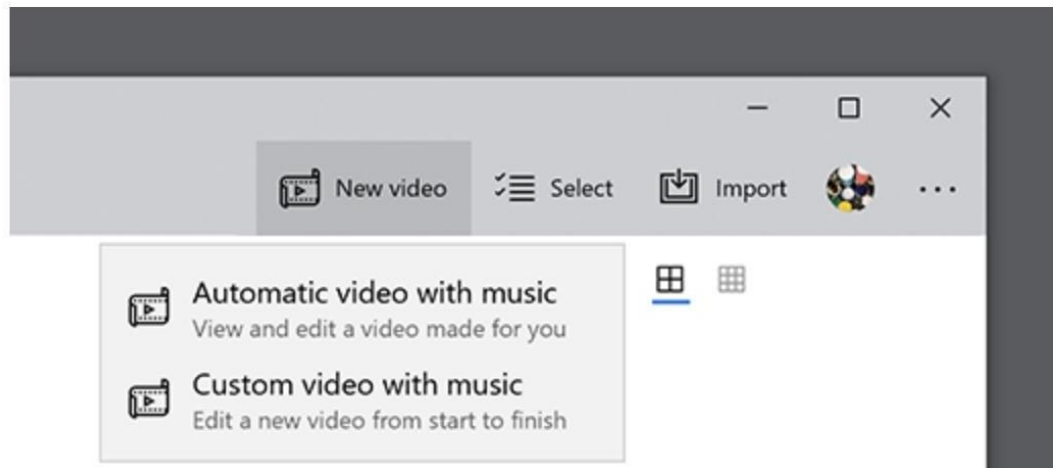 New video
Select
Import
Automatic video with music
View and edit a video made for you
Custom video with music
Edit a new video from start to finish